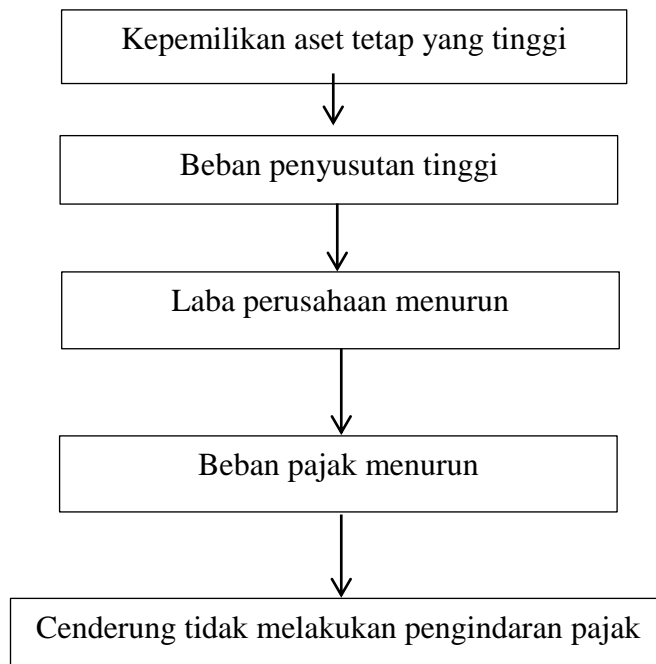 Kepemilikan aset tetap yang tinggi
Beban penyusutan tinggi
Laba perusahaan menurun
Beban pajak menurun
Cenderung tidak melakukan pengindaran pajak